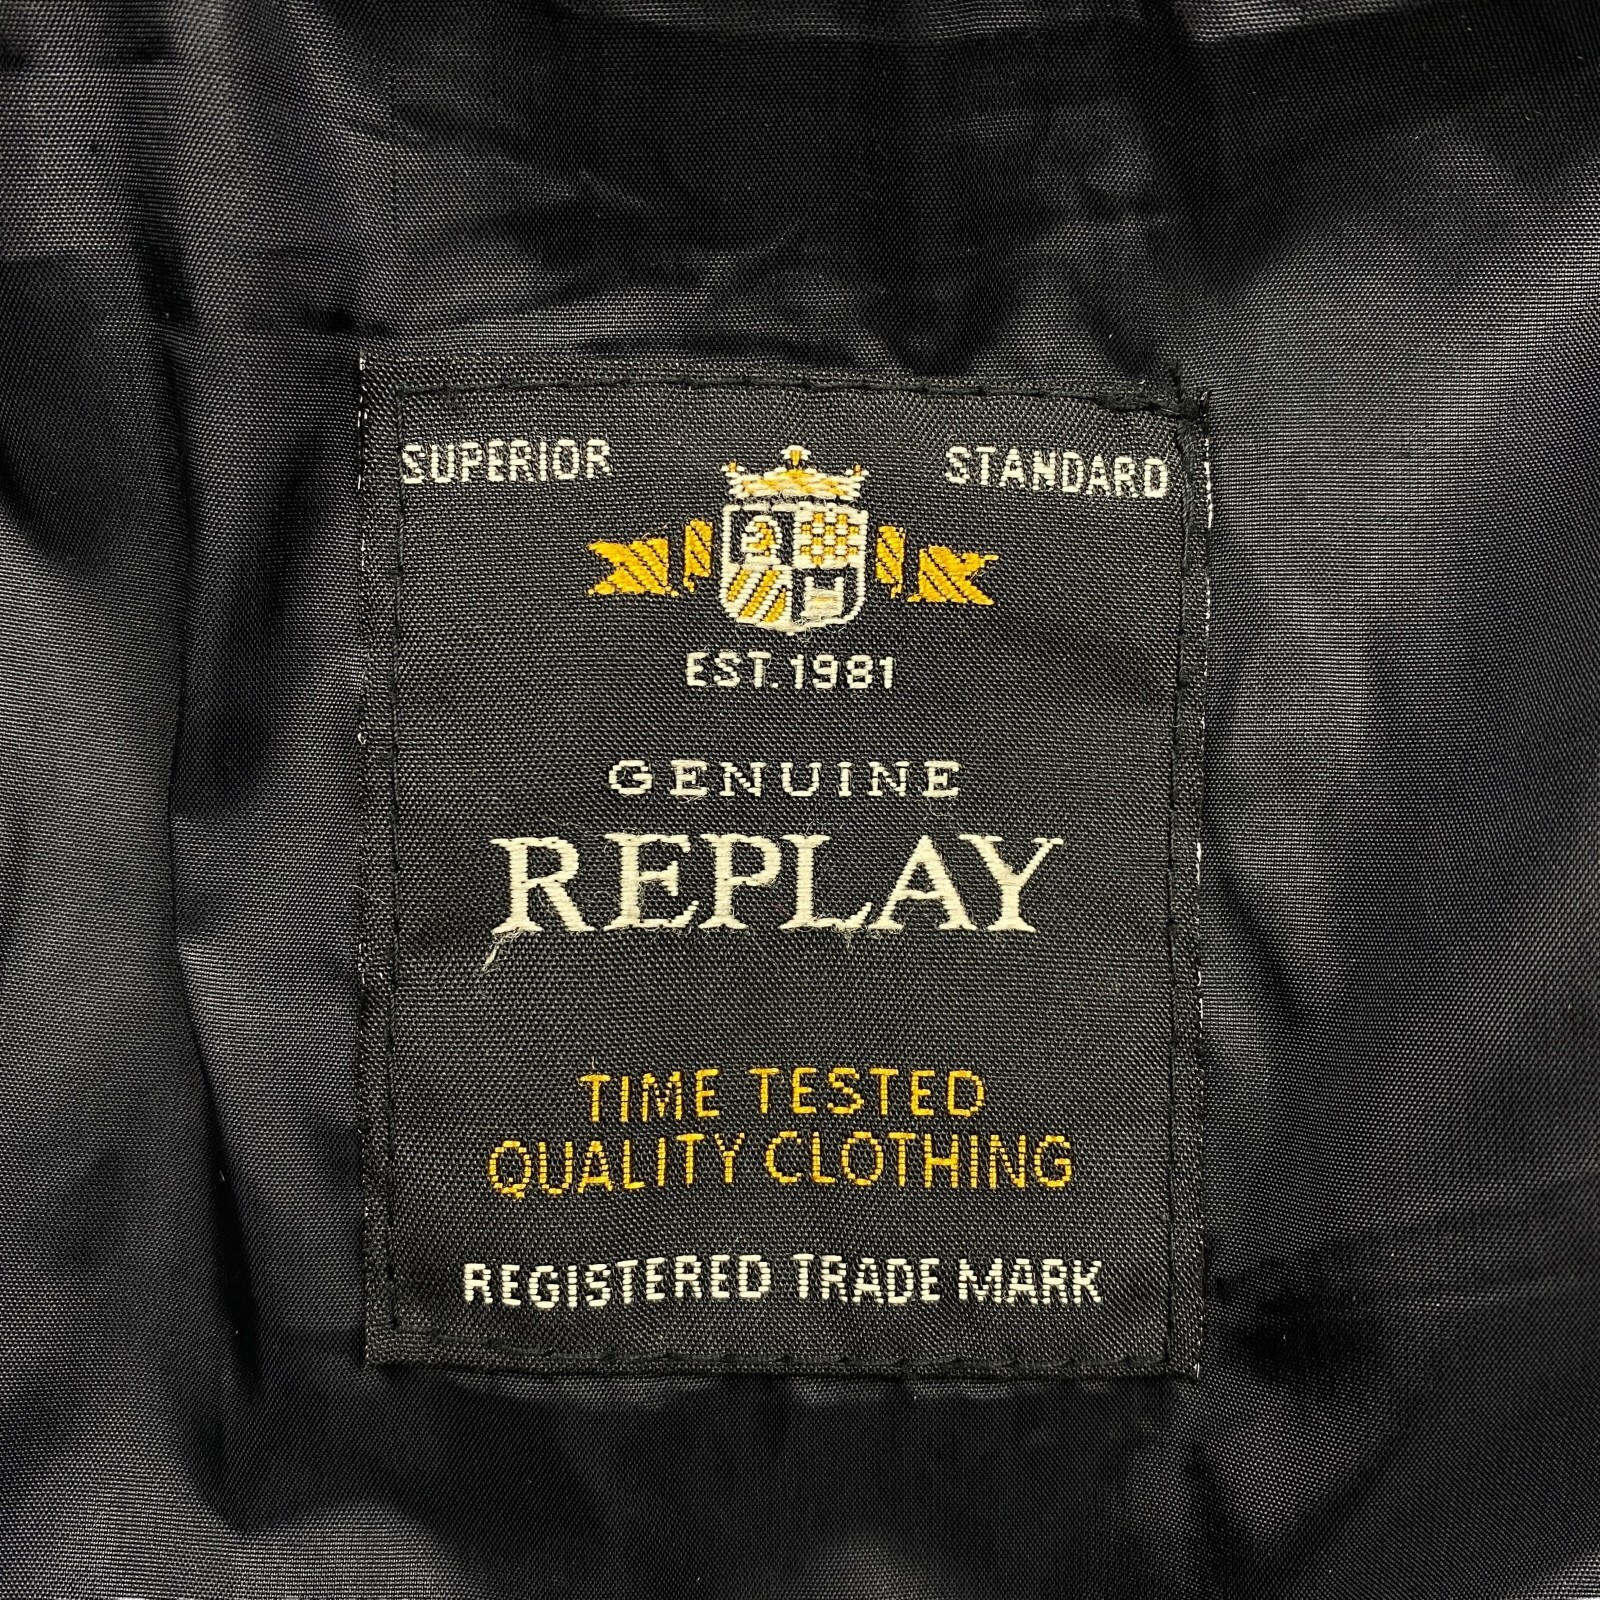 SUPERIOR STANDARD
EST. 1981
GENUINE
REPLAY
TIME TESTED
QUALITY CLOTHING
REGISTERED TRADE MARK